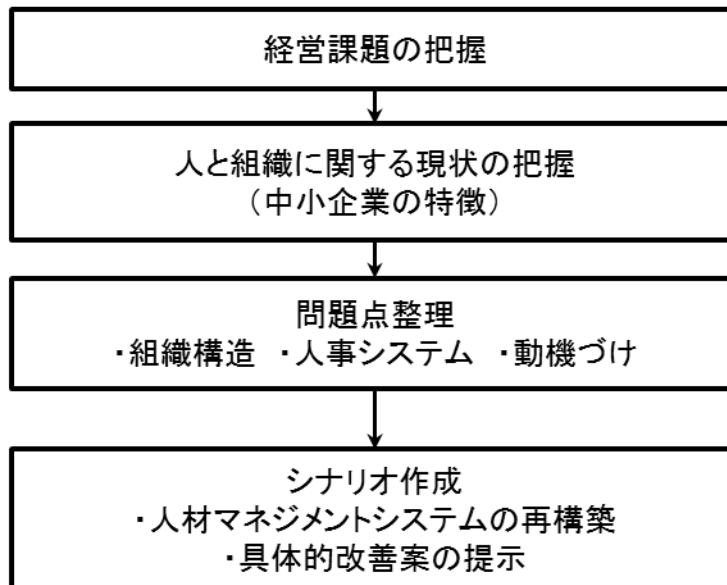 経営課題の把握
人と組織に関する現状の把握
（中小企業の特徴）
問題点整理
・組織構造　・人事システム　・動機づけ
シナリオ作成
・人材マネジメントシステムの再構築
・具体的改善案の提示